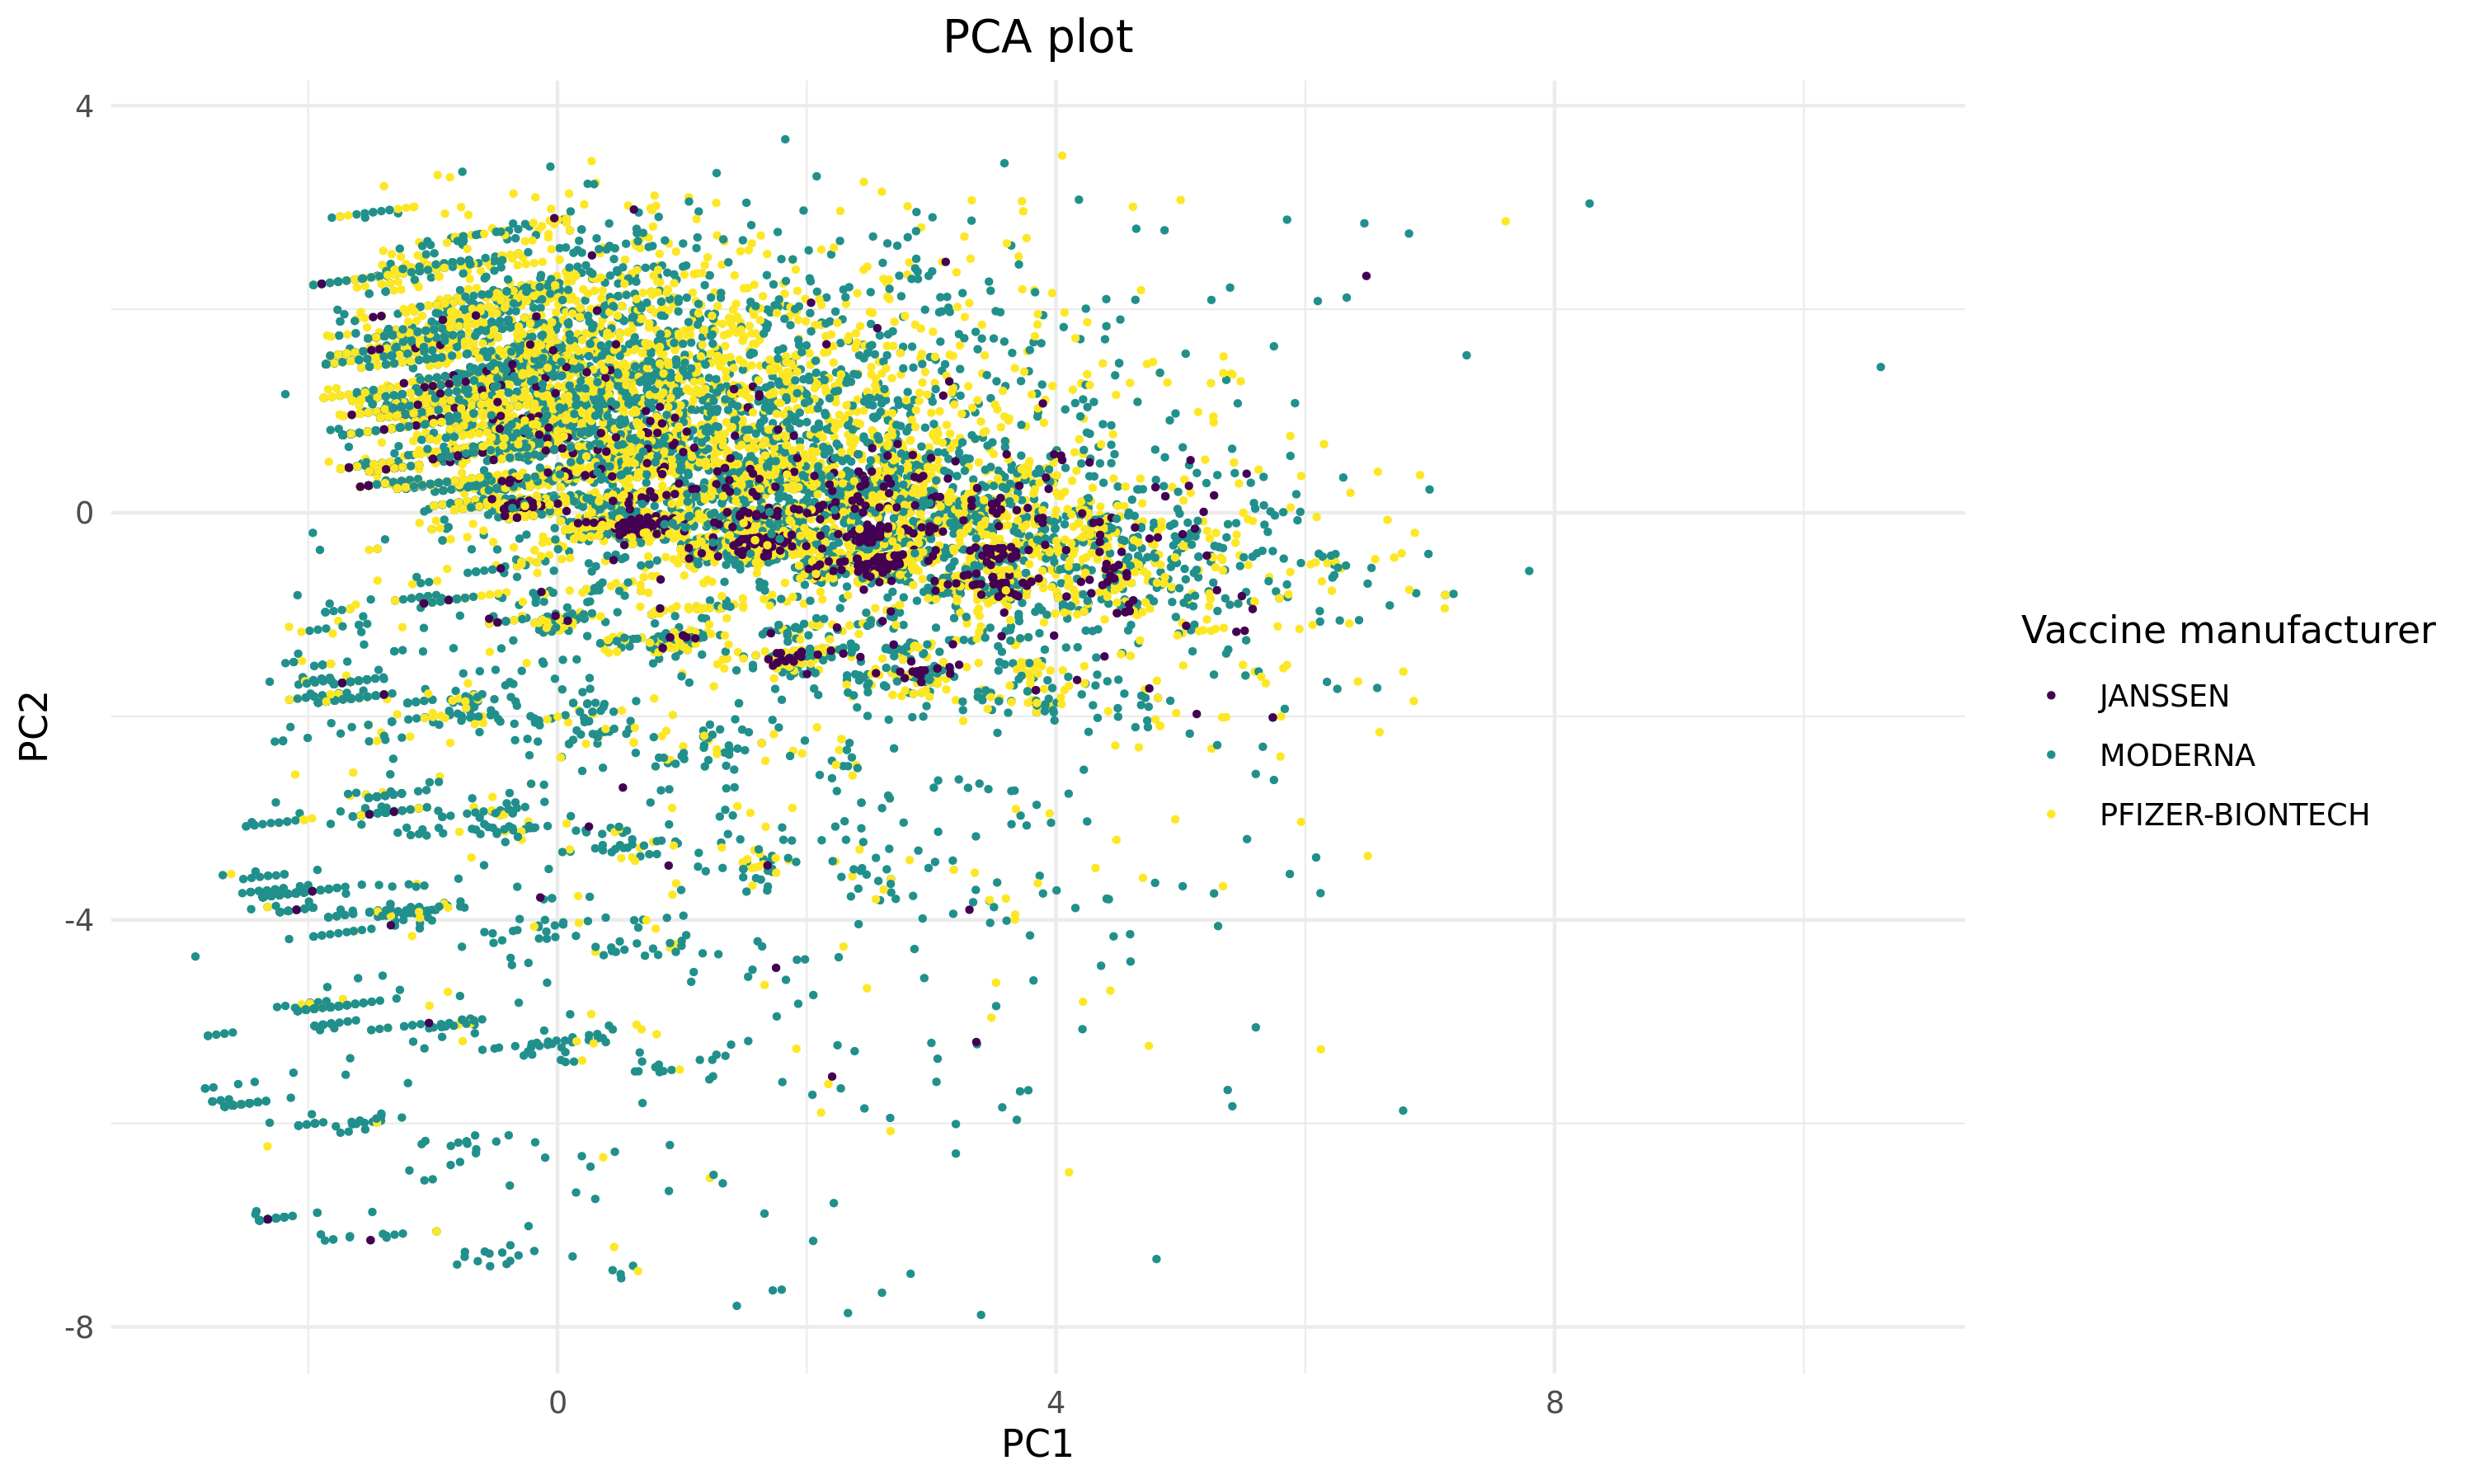 PCA plot
4
0
-4
-8
PC2
0
4
8
PC1
Vaccine manufacturer
JANSSEN
MODERNA
PFIZER-BIONTECH